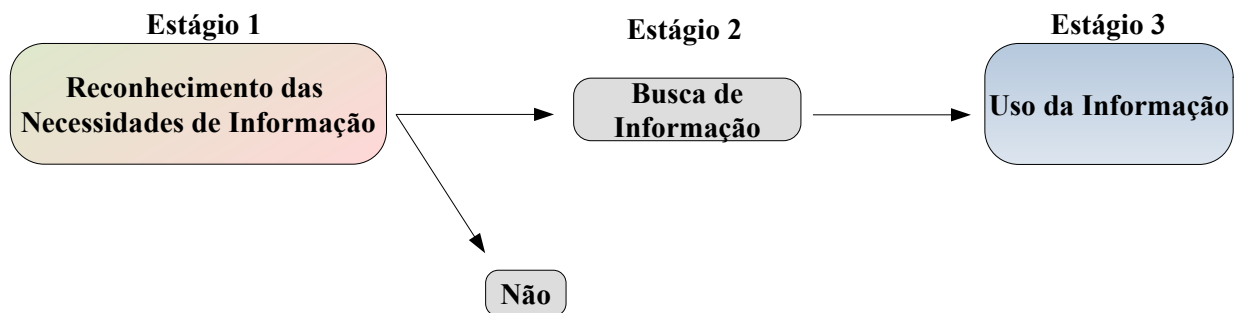 Estágio 1
Reconhecimento das
Necessidades de Informação
Estágio 2
Busca de
Informação
Estágio 3
Uso da Informação
Não